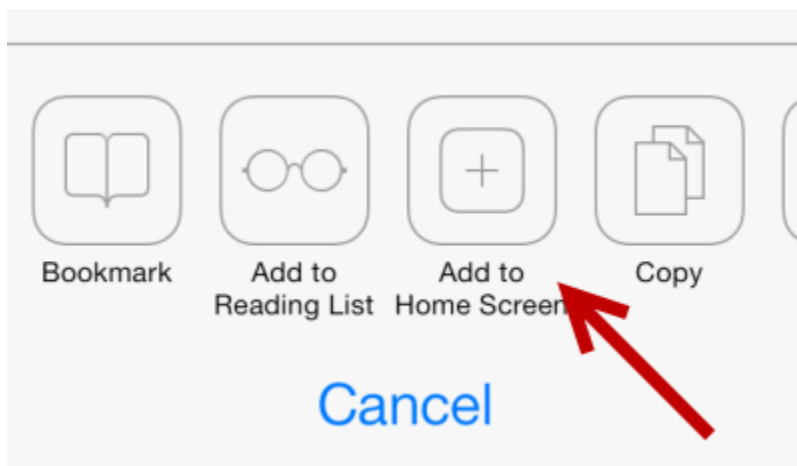 Bookmark
Add to
Reading List
Add to
Home Screen
Copy
Cancel